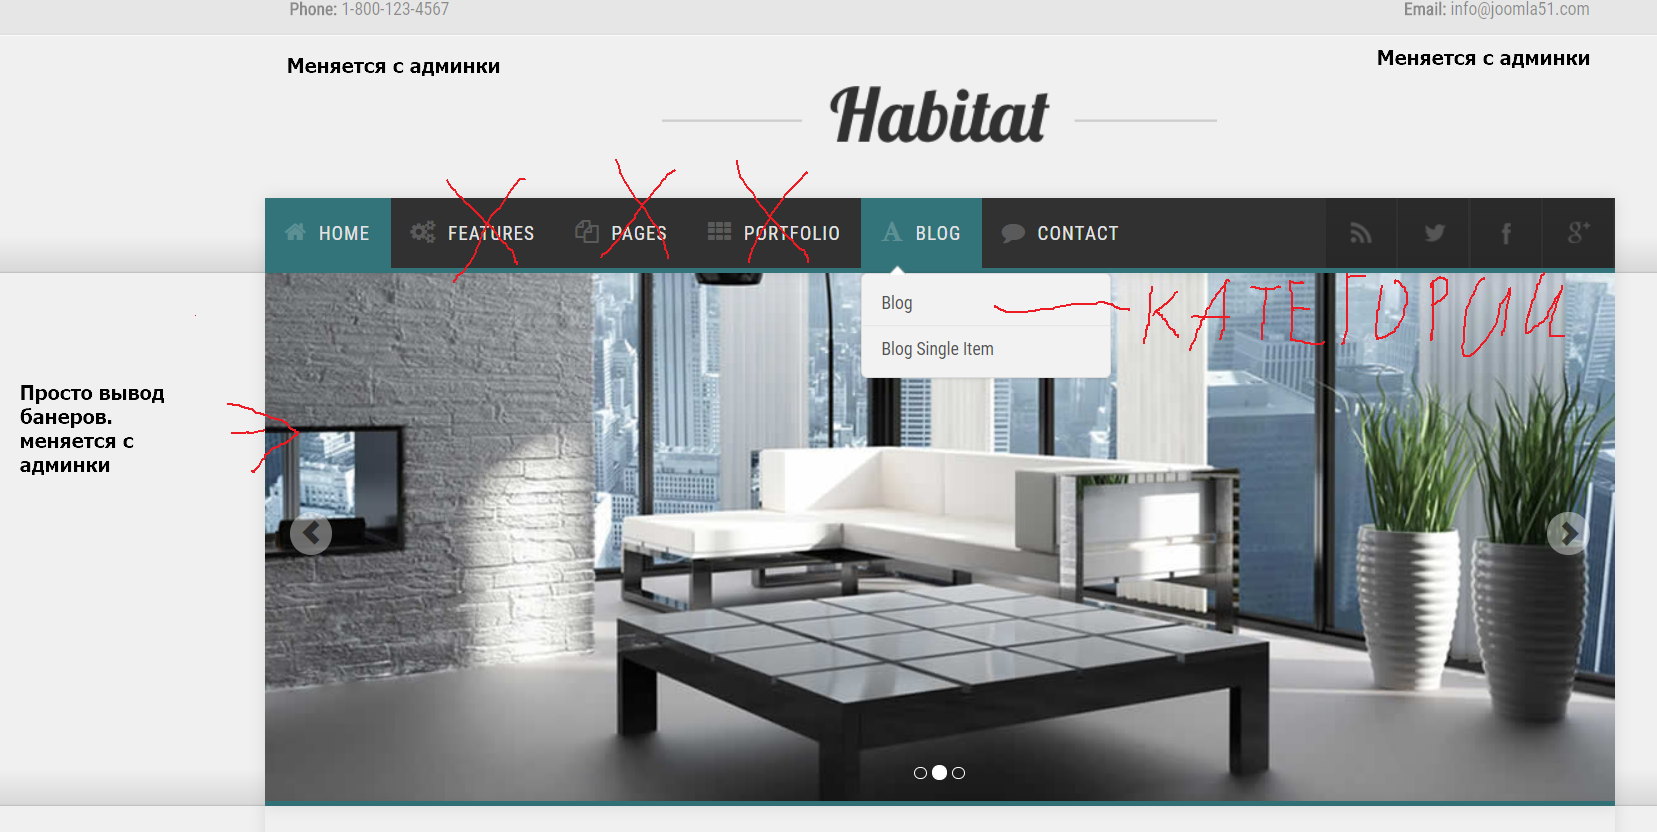 Phone: 1-800-123-4567
Email: info@joomla51.com
Меняется с админки
Меняется с админки
Habitat
HOME
FEATURES
PAGES
PORTFOLIO
BLOG
CONTACT
Blog
КАТЕГОРИИ
Blog Single Item
Просто вывод
банеров.
меняется с
админки